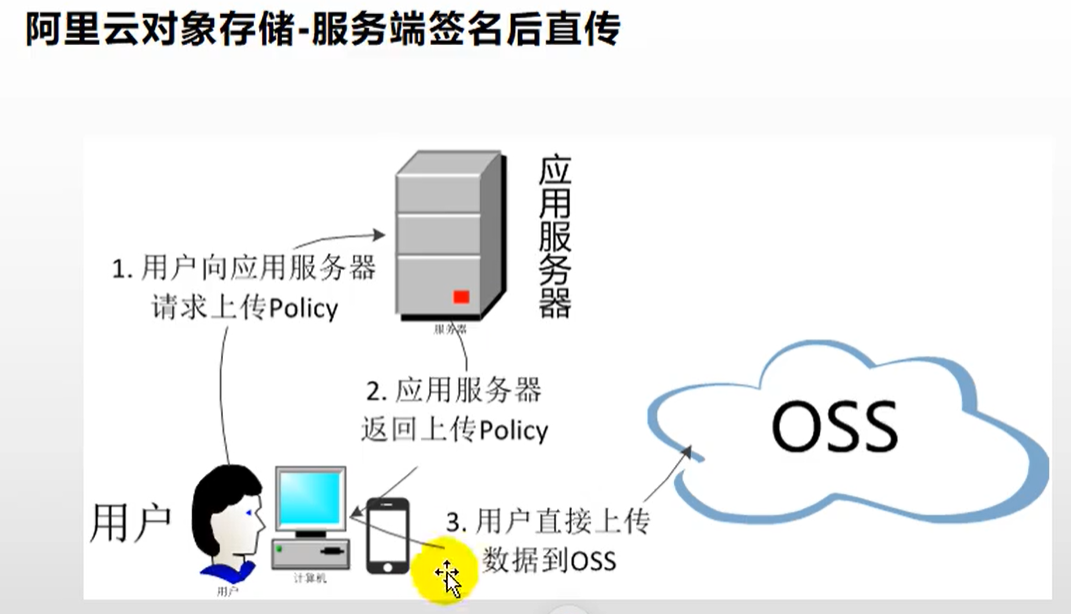 阿里云对象存储-服务端签名后直传
应用服务器
1. 用户向应用服务器
请求上传Policy
服务器
2. 应用服务器
返回上传Policy
OSS
用户
3. 用户直接上传
数据到OSS
计算机
用户